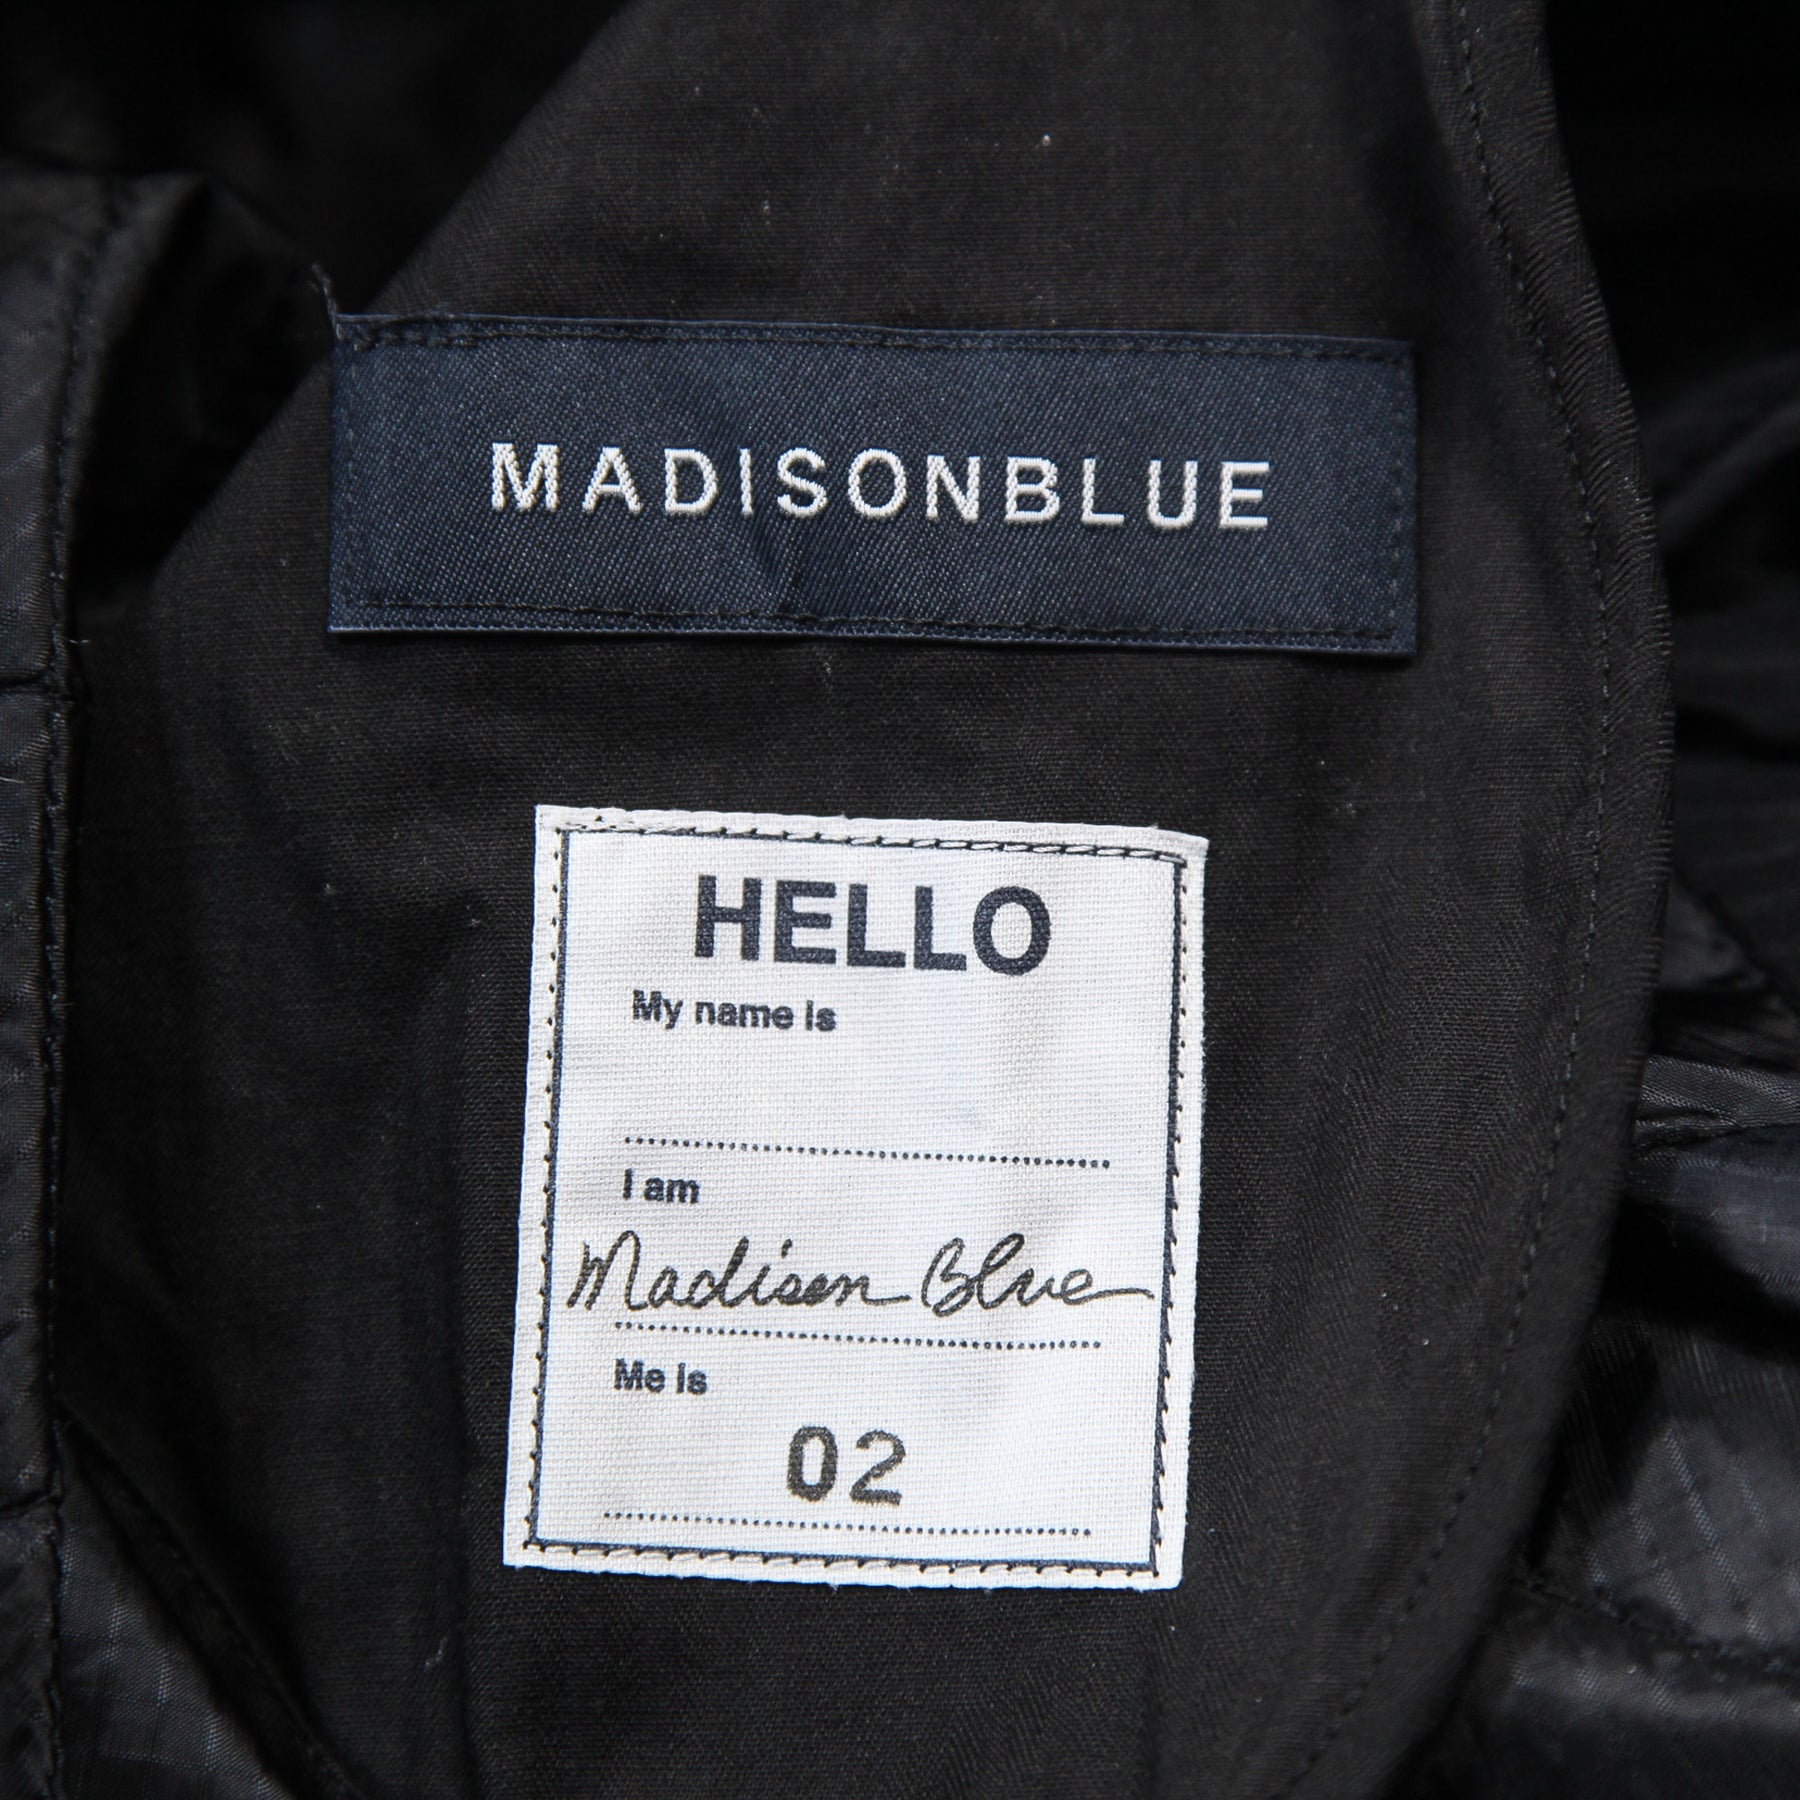 MADISONBLUE
HELLO
My name is
I am
Madison Blue
Me is
02